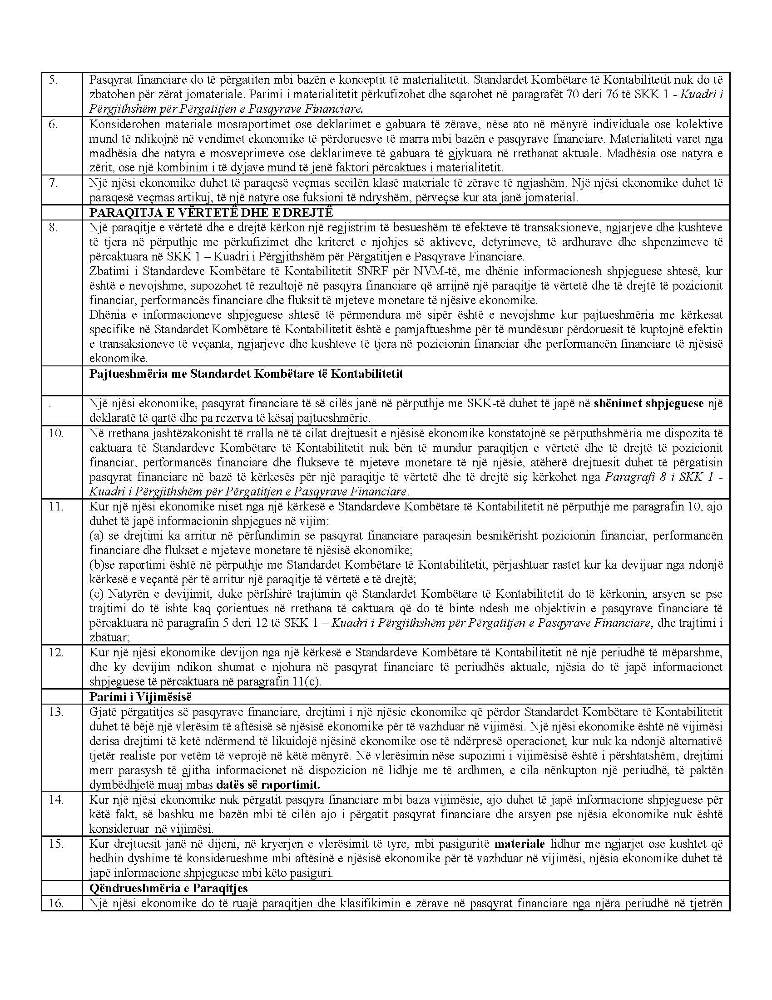 5. Pasqyrat financiare do të përgatiten mbi bazën e konceptit të materialitetit. Standardet Kombëtare të Kontabilitetit nuk do të
zbatohen për zërat jomateriale. Parimi i materialitetit përkufizohet dhe sqarohet në paragrafët 70 deri 76 të SKK 1 - Kuadri i
Përgjithshëm për Përgatitjen e Pasqyrave Financiare.
6. Konsiderohen materiale mosraportimet ose deklarimet e gabuara të zërave, nëse ato në mënyrë individuale ose kolektive
mund të ndikojnë në vendimet ekonomike të përdoruesve të marra mbi bazën e pasqyrave financiare. Materialiteti varet nga
madhësia dhe natyra e mosveprimeve ose deklarimeve të gabuara të gjykuara në rrethanat aktuale. Madhësia ose natyra e
zërit, ose një kombinim i të dyjave mund të jenë faktori përcaktues i materialitetit.
7. Një njësi ekonomike duhet të paraqesë veçmas secilën klasë materiale të zërave të ngjashëm. Një njësi ekonomike duhet të
paraqesë veçmas artikuj, të një natyre ose fuksioni të ndryshëm, përveçse kur ata janë jomaterial.
PARAQITJA E VËRTETË DHE E DREJTË
8. Një paraqitje e vërtetë dhe e drejtë kërkon një regjistrim të besueshëm të efekteve të transaksioneve, ngjarjeve dhe kushteve
të tjera në përputhje me përkufizimet dhe kriteret e njohjes së aktiveve, detyrimeve, të ardhurave dhe shpenzimeve të
përcaktuara në SKK 1 – Kuadri i Përgjithshëm për Përgatitjen e Pasqyrave Financiare.
Zbatimi i Standardeve Kombëtare të Kontabilitetit SNRF për NVM-të, me dhënie informacionesh shpjeguese shtesë, kur
është e nevojshme, supozohet të rezultojë në pasqyra financiare që arrijnë një paraqitje të vërtetë dhe të drejtë të pozicionit
financiar, performancës financiare dhe fluksit të mjeteve monetare të njësive ekonomike.
Dhënia e informacioneve shpjeguese shtesë të përmendura më sipër është e nevojshme kur pajtueshmëria me kërkesat
specifike në Standardet Kombëtare të Kontabilitetit është e pamjaftueshme për të mundësuar përdoruesit të kuptojnë efektin
e transaksioneve të veçanta, ngjarjeve dhe kushteve të tjera në pozicionin financiar dhe performancën financiare të njësisë
ekonomike.
Pajtueshmëria me Standardet Kombëtare të Kontabilitetit
. Një njësi ekonomike, pasqyrat financiare të së cilës janë në përputhje me SKK-të duhet të japë në shënimet shpjeguese një
deklaratë të qartë dhe pa rezerva të kësaj pajtueshmërie.
10. Në rrethana jashtëzakonisht të rralla në të cilat drejtuesit e njësisë ekonomike konstatojnë se përputhshmëria me dispozita të
caktuara të Standardeve Kombëtare të Kontabilitetit nuk bën të mundur paraqitjen e vërtetë dhe të drejtë të pozicionit
financiar, performancës financiare dhe flukseve të mjeteve monetare të një njësie, atëherë drejtuesit duhet të përgatisin
pasqyrat financiare në bazë të kërkesës për një paraqitje të vërtetë dhe të drejtë siç kërkohet nga Paragrafi 8 i SKK 1 -
Kuadri i Përgjithshëm për Përgatitjen e Pasqyrave Financiare.
11. Kur një njësi ekonomike niset nga një kërkesë e Standardeve Kombëtare të Kontabilitetit në përputhje me paragrafin 10, ajo
duhet të japë informacionin shpjegues në vijim:
(a) se drejtimi ka arritur në përfundimin se pasqyrat financiare paraqesin besnikërisht pozicionin financiar, performancën
financiare dhe flukset e mjeteve monetare të njësisë ekonomike;
(b)se raportimi është në përputhje me Standardet Kombëtare të Kontabilitetit, përjashtuar rastet kur ka devijuar nga ndonjë
kërkesë e veçantë për të arritur një paraqitje të vërtetë e të drejtë;
(c) Natyrën e devijimit, duke përfshirë trajtimin që Standardet Kombëtare të Kontabilitetit do të kërkonin, arsyen se pse
trajtimi do të ishte kaq çorientues në rrethana të caktuara që do të binte ndesh me objektivin e pasqyrave financiare të
përcaktuara në paragrafin 5 deri 12 të SKK 1 – Kuadri i Përgjithshëm për Përgatitjen e Pasqyrave Financiare, dhe trajtimi i
zbatuar;
12. Kur një njësi ekonomike devijon nga një kërkesë e Standardeve Kombëtare të Kontabilitetit në një periudhë të mëparshme,
dhe ky devijim ndikon shumat e njohura në pasqyrat financiare të periudhës aktuale, njësia do të japë informacionet
shpjeguese të përcaktuara në paragrafin 11(c).
Parimi i Vijimësisë
13. Gjatë përgatitjes së pasqyrave financiare, drejtimi i një njësie ekonomike që përdor Standardet Kombëtare të Kontabilitetit
duhet të bëjë një vlerësim të aftësisë së njësisë ekonomike për të vazhduar në vijimësi. Një njësi ekonomike është në vijimësi
derisa drejtimi të ketë ndërmend të likuidojë njësinë ekonomike ose të ndërpresë operacionet, kur nuk ka ndonjë alternativë
tjetër realiste por vetëm të veprojë në këtë mënyrë. Në vlerësimin nëse supozimi i vijimësisë është i përshtatshëm, drejtimi
merr parasysh të gjitha informacionet në dispozicion në lidhje me të ardhmen, e cila nënkupton një periudhë, të paktën
dymbëdhjetë muaj mbas datës së raportimit.
14. Kur një njësi ekonomike nuk përgatit pasqyra financiare mbi baza vijimësie, ajo duhet të japë informacione shpjeguese për
këtë fakt, së bashku me bazën mbi të cilën ajo i përgatit pasqyrat financiare dhe arsyen pse njësia ekonomike nuk është
konsideruar në vijimësi.
15. Kur drejtuesit janë në dijeni, në kryerjen e vlerësimit të tyre, mbi pasiguritë materiale lidhur me ngjarjet ose kushtet që
hedhin dyshime të konsiderueshme mbi aftësinë e njësisë ekonomike për të vazhduar në vijimësi, njësia ekonomike duhet të
japë informacione shpjeguese mbi këto pasiguri.
Qëndrueshmëria e Paraqitjes
16. Një njësi ekonomike do të ruajë paraqitjen dhe klasifikimin e zërave në pasqyrat financiare nga njëra periudhë në tjetrën